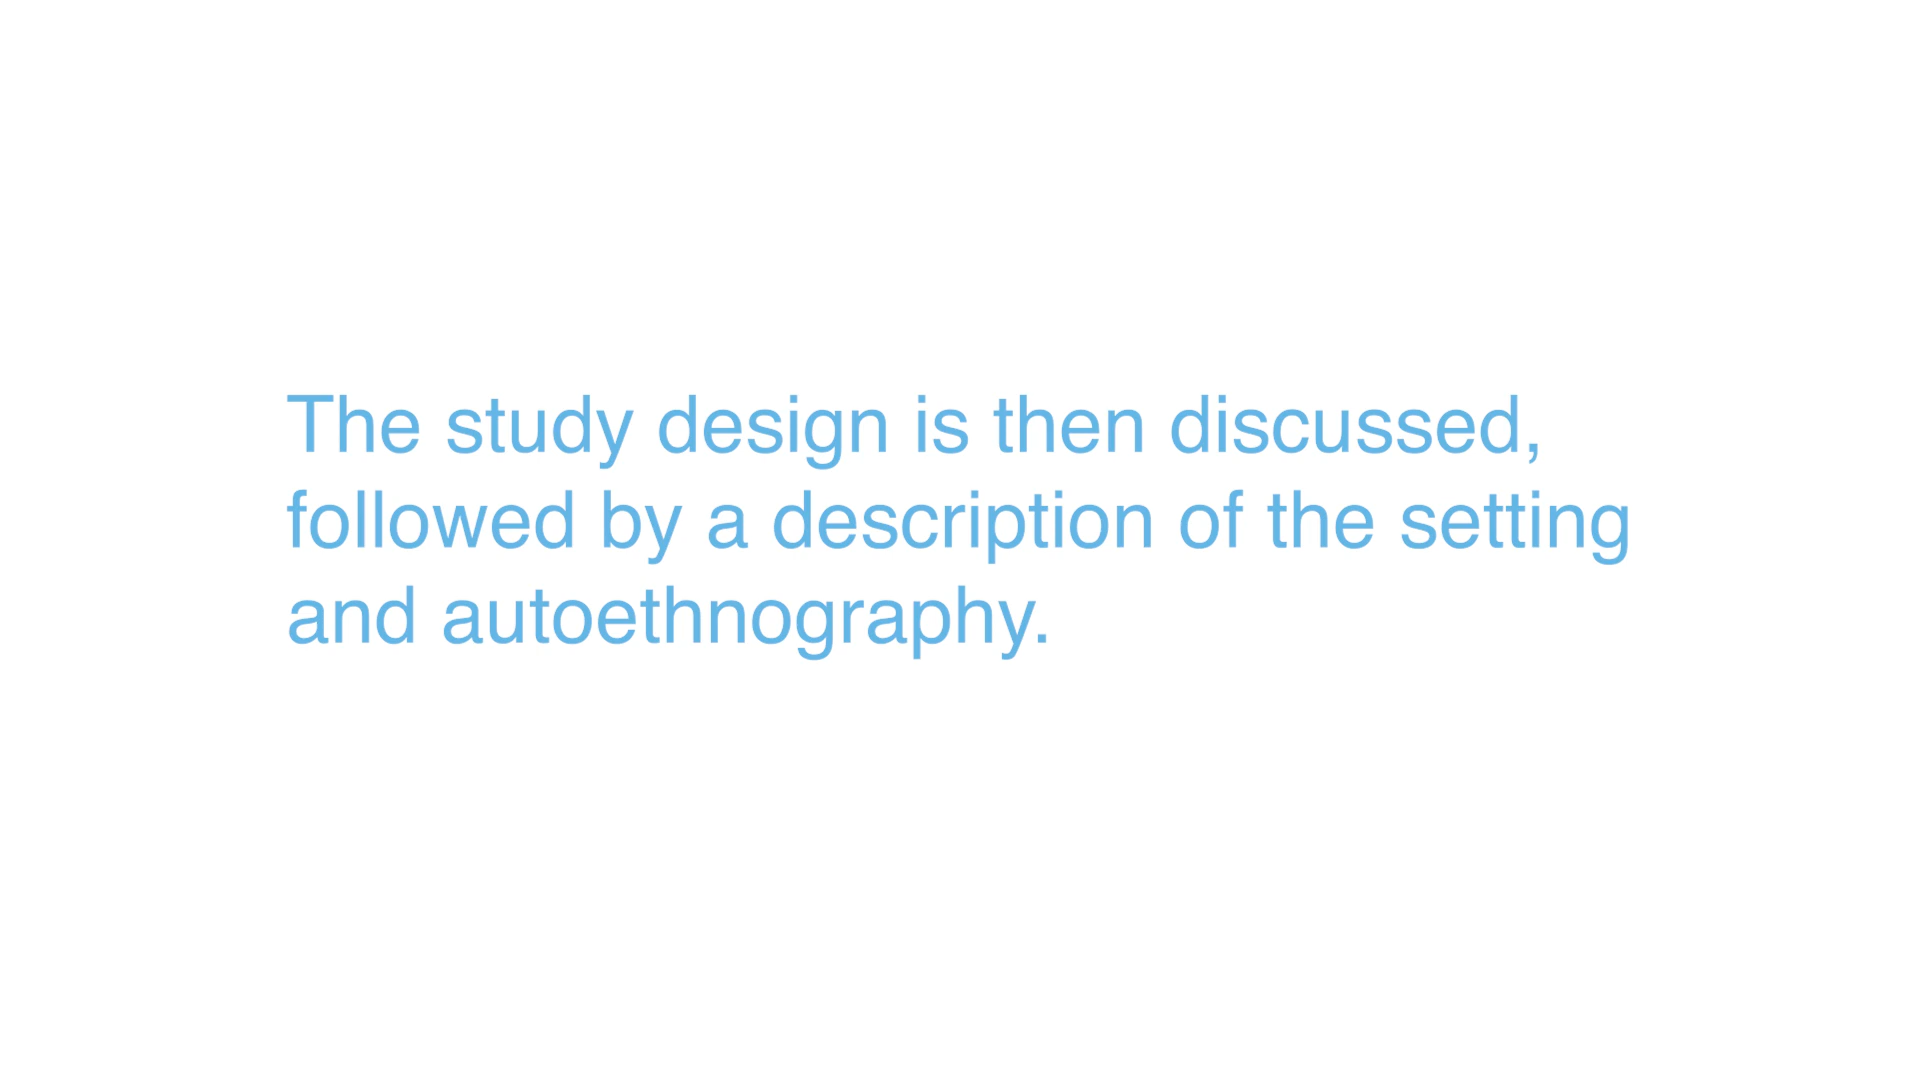 The study design is then discussed,
followed by a description of the setting
and autoethnography.